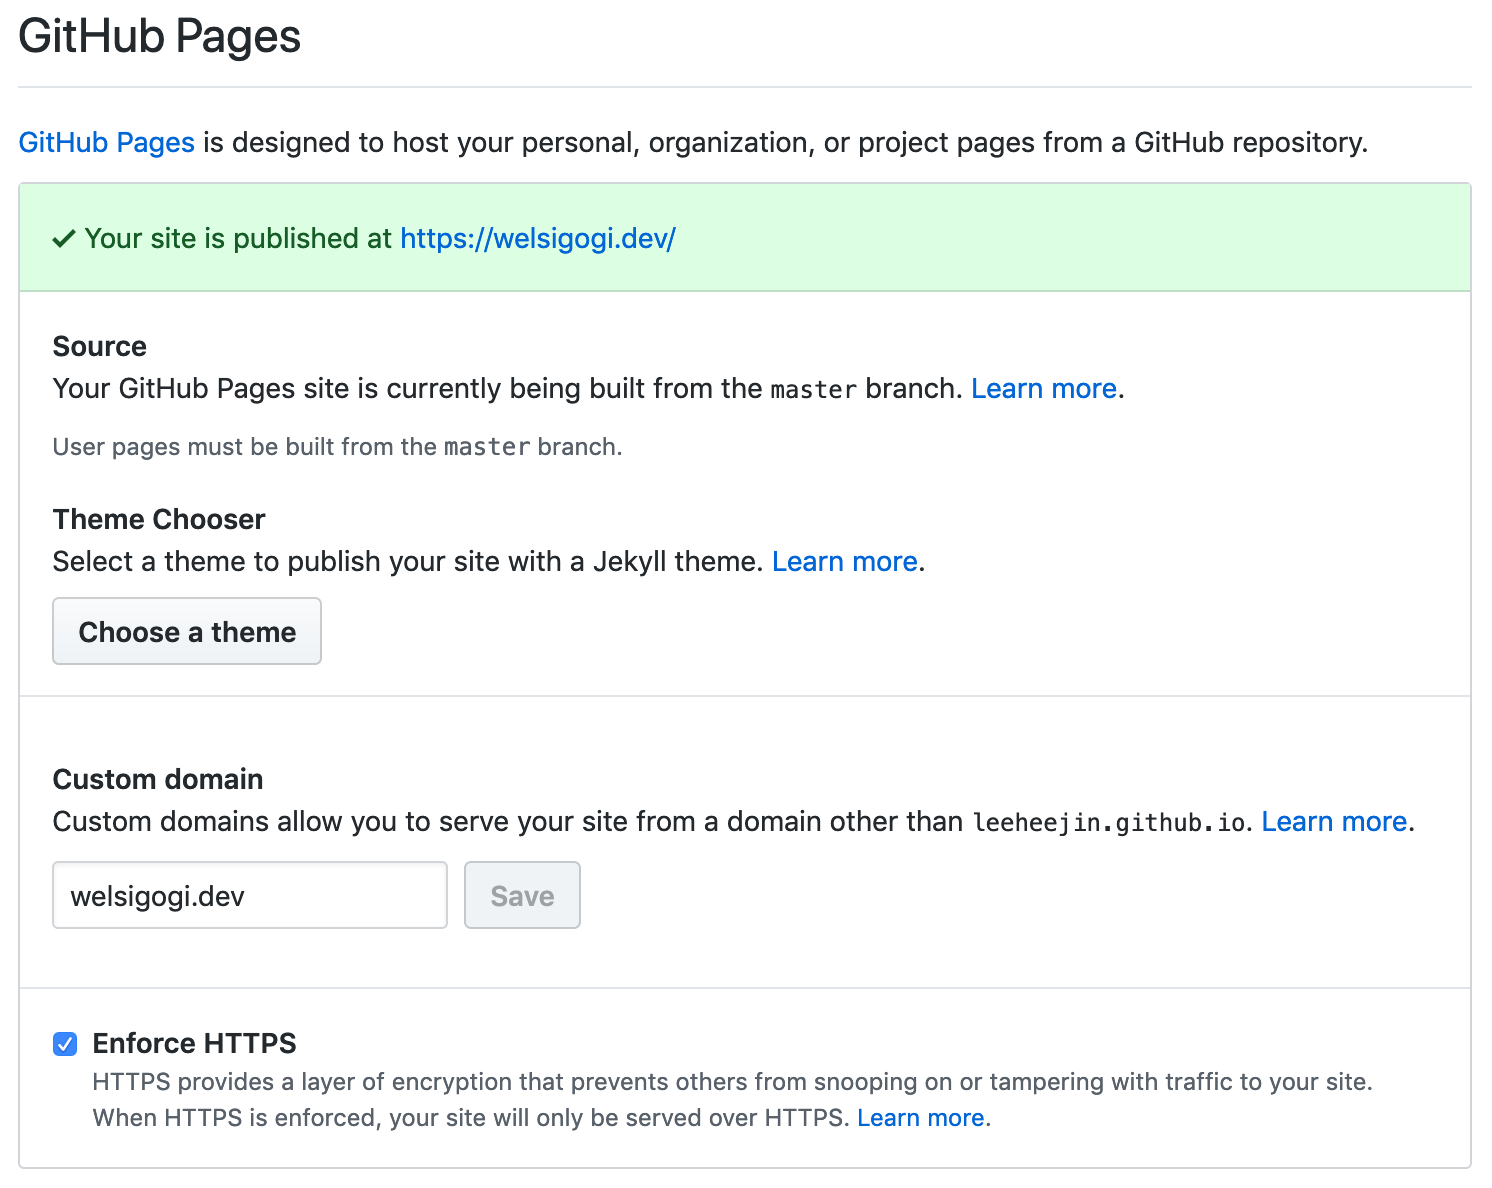 GitHub Pages
GitHub Pages is designed to host your personal, organization, or project pages from a GitHub repository.
Your site is published at https://welsigogi.dev/
Source
Your GitHub Pages site is currently being built from the master branch. Learn more.
User pages must be built from the master branch.
Theme Chooser
Select a theme to publish your site with a Jekyll theme. Learn more.
Choose a theme
Custom domain
Custom domains allow you to serve your site from a domain other than leeheejin.github.io. Learn more.
welsigogi.dev
Save
Enforce HTTPS
HTTPS provides a layer of encryption that prevents others from snooping on or tampering with traffic to your site.
When HTTPS is enforced, your site will only be served over HTTPS. Learn more.